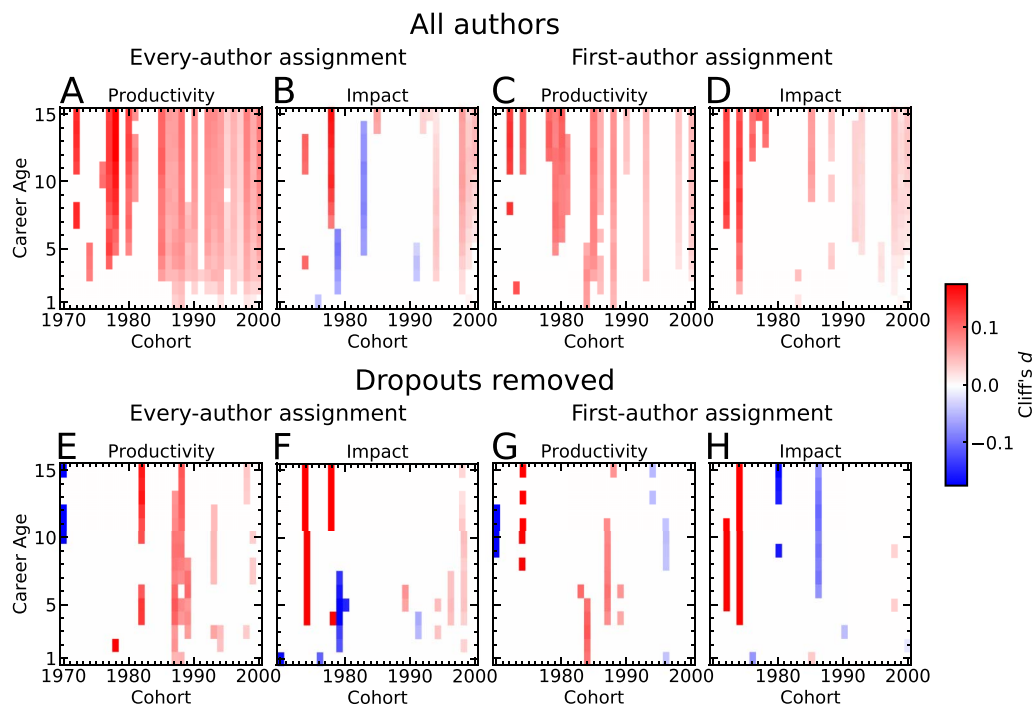 All authors
Every-author assignment First-author assignment
A Productivity B Impact C Productivity D Impact
15
10
5
1
Career Age
1970 1980 1990 2000 1980 1990 2000 1980 1990 2000 1980 1990 2000
Cohort Cohort Cohort Cohort
Dropouts removed
Every-author assignment First-author assignment
E Productivity F Impact G Productivity H Impact
15
10
5
1
Career Age
1970 1980 1990 2000 1980 1990 2000 1980 1990 2000 1980 1990 2000
Cohort Cohort Cohort Cohort
0.1
0.0
−0.1
Cliff's d